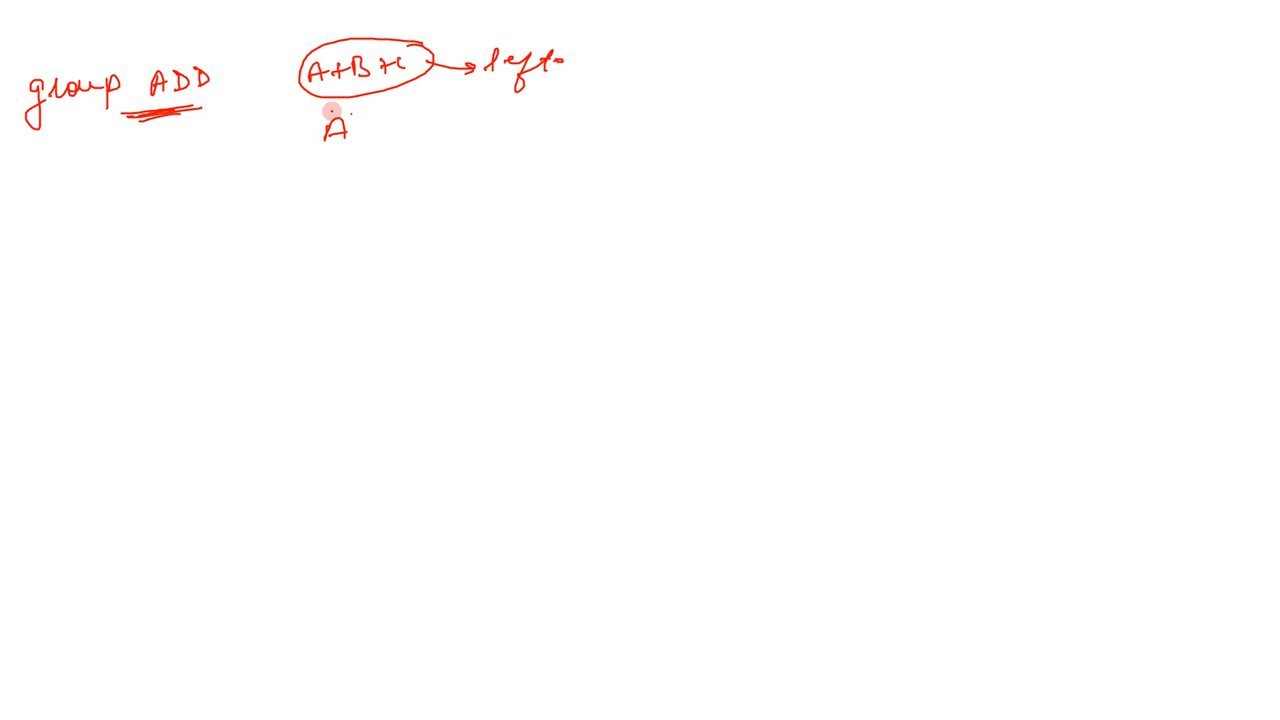 group ADD A+B+C → left
A